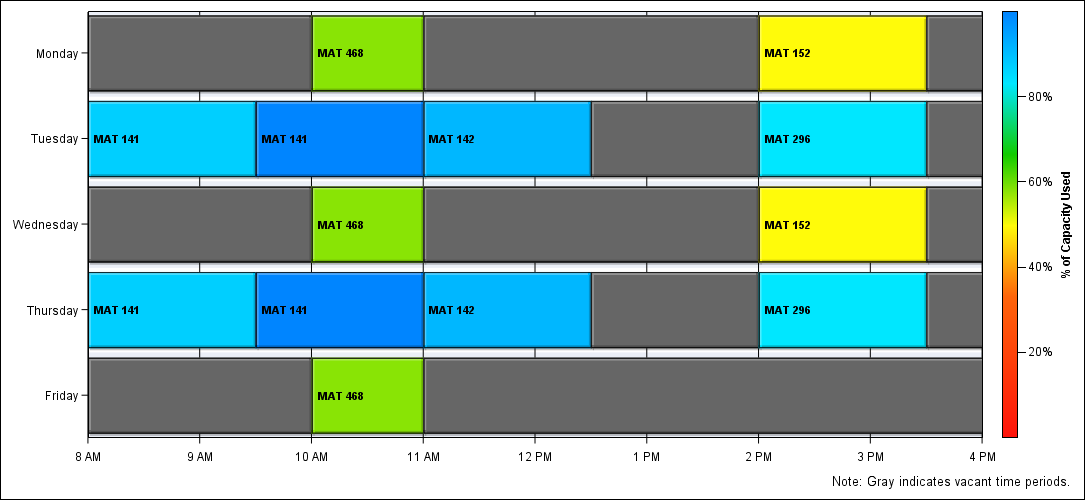 Monday
MAT 468
MAT 152
Tuesday
MAT 141
MAT 141
MAT 142
MAT 296
Wednesday
MAT 468
MAT 152
Thursday
MAT 141
MAT 141
MAT 142
MAT 296
Friday
MAT 468
8 AM 9 AM 10 AM 11 AM 12 PM 1 PM 2 PM 3 PM 4 PM
80%
60%
40%
20%
% of Capacity Used
Note: Gray indicates vacant time periods.